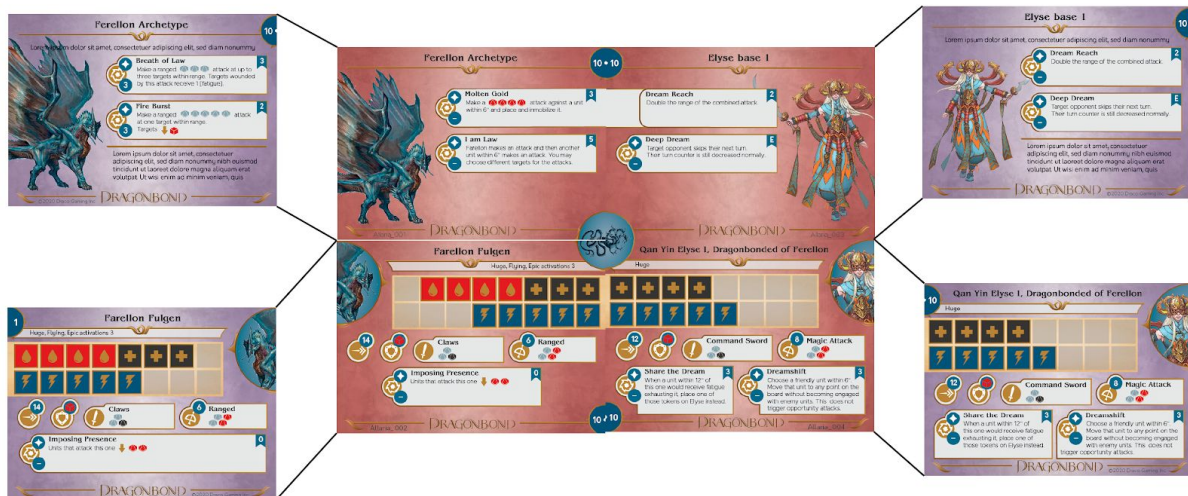 Farellon Archetype
10
Lorem ipsum dolor sit amet, consectetuer adipiscing elit, sed diam nonummy
Breath of Law
3
Make a ranged attack at up to
three targets within range. Targets wounded
by this attack receive 1 [fatigue].
3
Fire Burst
2
Make a ranged attack
at one target within range.
Targets
3
Lorem ipsum dolor sit amet, consectetuer
adipiscing elit, sed diam nonummy nibh euismod
tincidunt ut laoreet dolore magna aliquam erat
volutpat. Ut wisi enim ad minim veniam, quis
DRAGONBOND
Farellon Archetype
10 • 10
Elyse base 1
Molten Gold
3
Make a attack against a unit
within 6" and place and immobilize it.
I am Law
5
Farellon makes an attack and then another
unit within 6" makes an attack. You may
choose different targets for the attacks.
Dream Reach
2
Double the range of the combined attack.
Deep Dream
E
Target opponent skips their next turn.
Their turn counter is still decreased normally.
Altaria_001
DRAGONBOND
DRAGONBOND
Elyse base 1
10
Lorem ipsum dolor sit amet, consectetuer adipiscing elit, sed diam nonummy
Dream Reach
2
Double the range of the combined attack.
Deep Dream
E
Target opponent skips their next turn.
Their turn counter is still decreased normally.
Lorem ipsum dolor sit amet, consectetuer
adipiscing elit, sed diam nonummy nibh euismod
tincidunt ut laoreet dolore magna aliquam erat
volutpat. Ut wisi enim ad minim veniam, quis
DRAGONBOND
Farellon Fulgen
Huge, Flying, Epic activations 3
14
Claws
6
Ranged
Imposing Presence
0
Units that attack this one
Altaria_002
DRAGONBOND
Qan Yin Elyse I, Dragonbonded of Ferellon
Huge
12
Command Sword
8
Magic Attack
Share the Dream
3
When a unit within 12" of
this one would receive fatigue
exhausting it, place one of
those tokens on Elyse instead.
Dreamshift
3
Choose a friendly unit within 6".
Move that unit to any point on the
board without becoming engaged
with enemy units. This does not
trigger opportunity attacks.
DRAGONBOND
1
Farellon Fulgen
Huge, Flying, Epic activations 3
14
Claws
6
Ranged
Imposing Presence
0
Units that attack this one
DRAGONBOND
10
Qan Yin Elyse I, Dragonbonded of Ferellon
Huge
12
Command Sword
8
Magic Attack
Share the Dream
3
When a unit within 12" of
this one would receive fatigue
exhausting it, place one of
those tokens on Elyse instead.
Dreamshift
3
Choose a friendly unit within 6".
Move that unit to any point on the
board without becoming engaged
with enemy units. This does not
trigger opportunity attacks.
DRAGONBOND